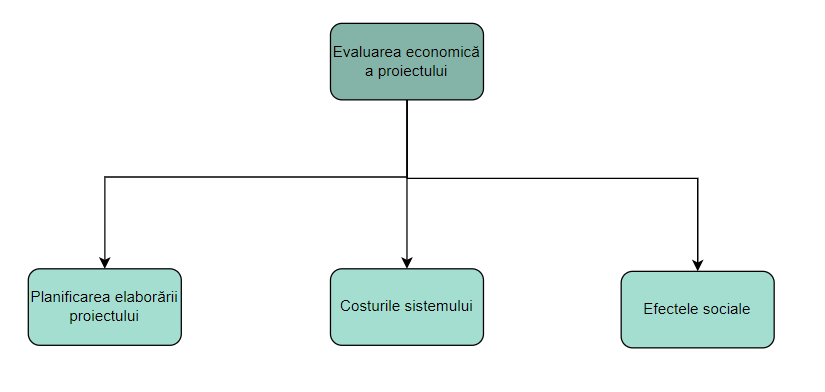 Evaluarea economică
a proiectului
Planificarea elaborării
proiectului
Costurile sistemului
Efectele sociale